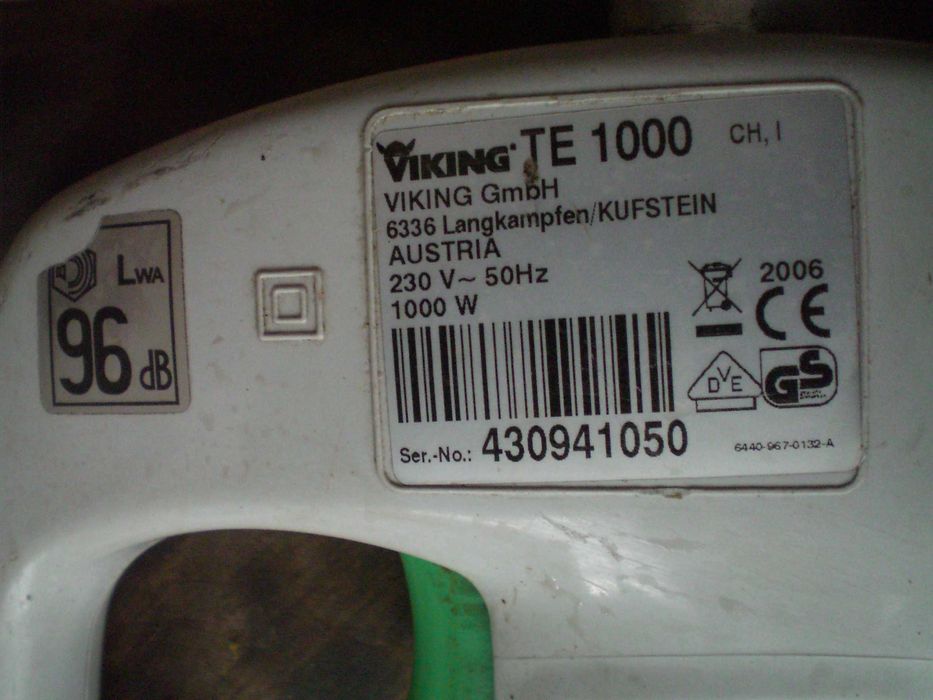 VIKING TE 1000 CH, I
VIKING GmbH
6336 Langkampfen/KUFSTEIN
AUSTRIA
230 V~ 50Hz
1000 W
2006
CE
DVE
GS
Ser.-No.: 430941050
6440-967-0132-A
LWA
96 dB